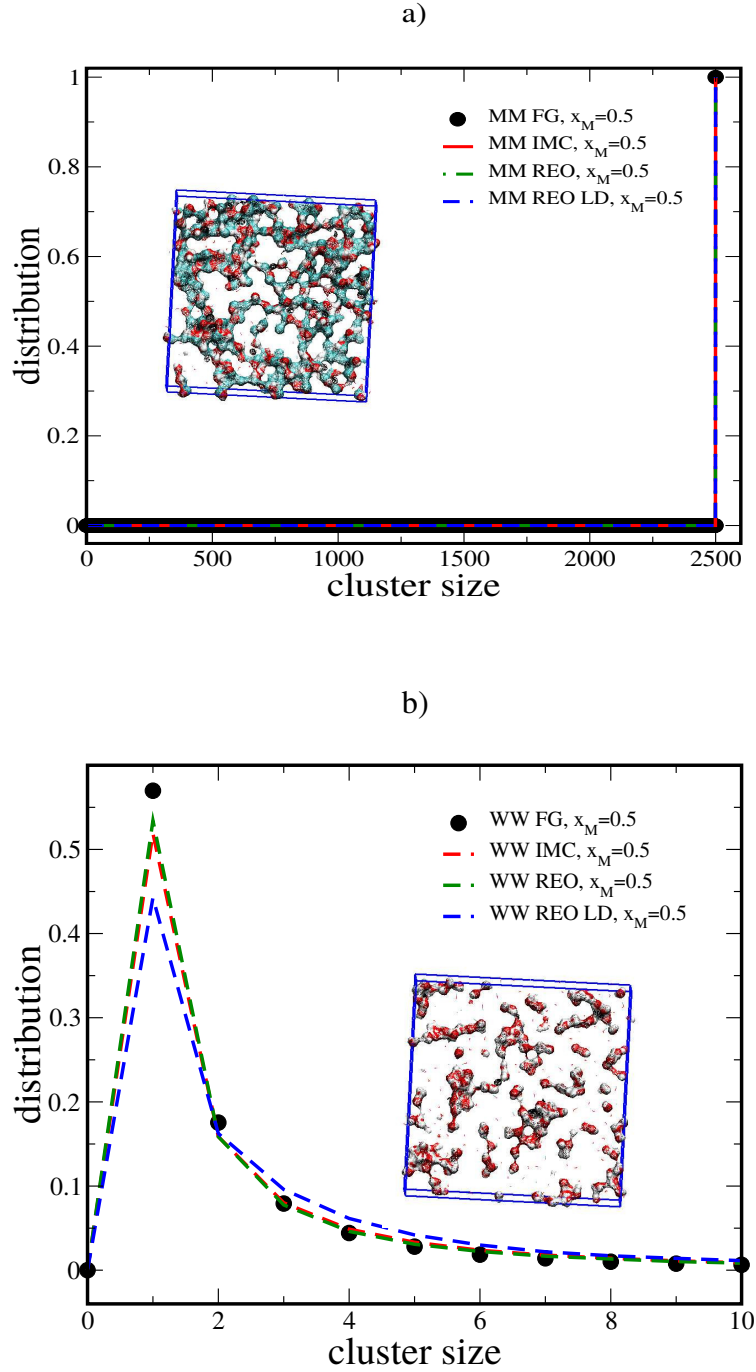 a)
1
0.8
0.6
0.4
0.2
0
distribution
MM FG, x_M=0.5
MM IMC, x_M=0.5
MM REO, x_M=0.5
MM REO LD, x_M=0.5
0 500 1000 1500 2000 2500
cluster size
b)
0.5
0.4
0.3
0.2
0.1
0
distribution
WW FG, x_M=0.5
WW IMC, x_M=0.5
WW REO, x_M=0.5
WW REO LD, x_M=0.5
0 2 4 6 8 10
cluster size